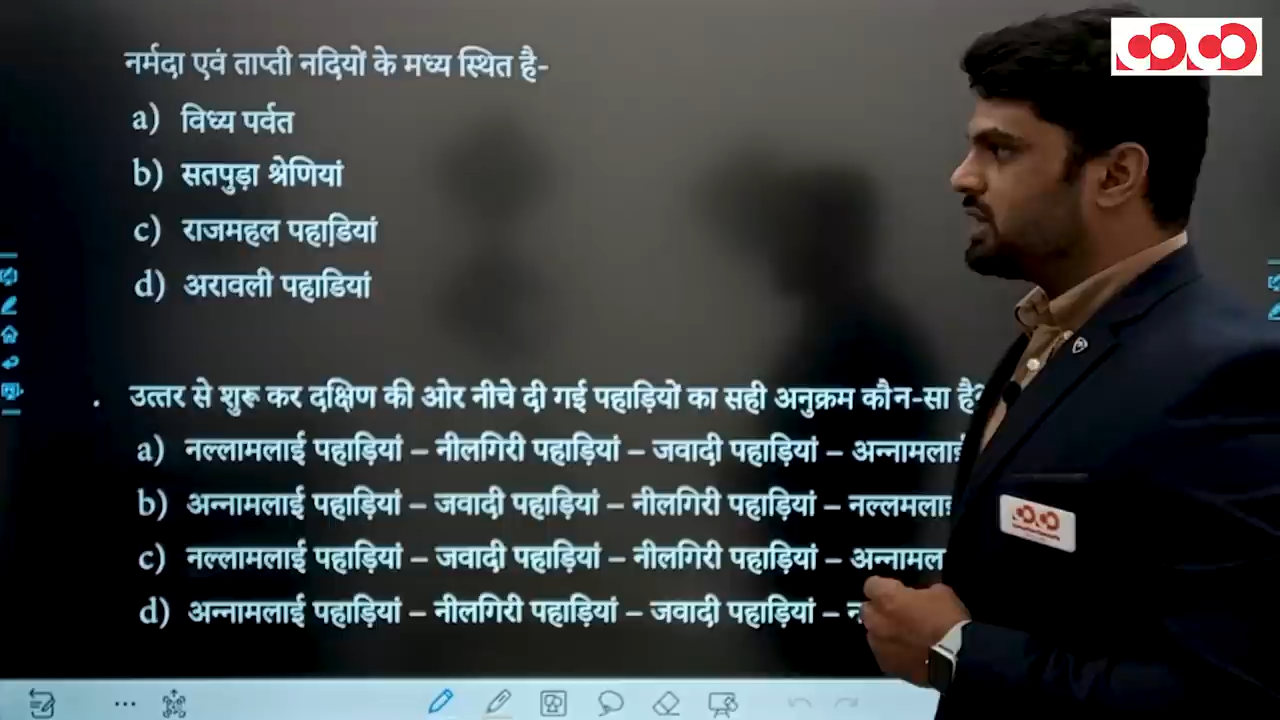 नर्मदा एवं ताप्ती नदियों के मध्य स्थित है-
a) विध्य पर्वत
b) सतपुड़ा श्रेणियां
c) राजमहल पहाडि़यां
d) अरावली पहाडियां
उत्तर से शुरू कर दक्षिण की ओर नीचे दी गई पहाड़ियों का सही अनुक्रम कौन-सा है?
a) नल्लामलाई पहाड़ियां – नीलगिरी पहाड़ियां – जवादी पहाड़ियां – अन्नामलाई
b) अन्नामलाई पहाड़ियां – जवादी पहाड़ियां – नीलगिरी पहाड़ियां – नल्लमलाई
c) नल्लामलाई पहाड़ियां – जवादी पहाड़ियां – नीलगिरी पहाड़ियां – अन्नामल
d) अन्नामलाई पहाड़ियां – नीलगिरी पहाड़ियां – जवादी पहाड़ियां –